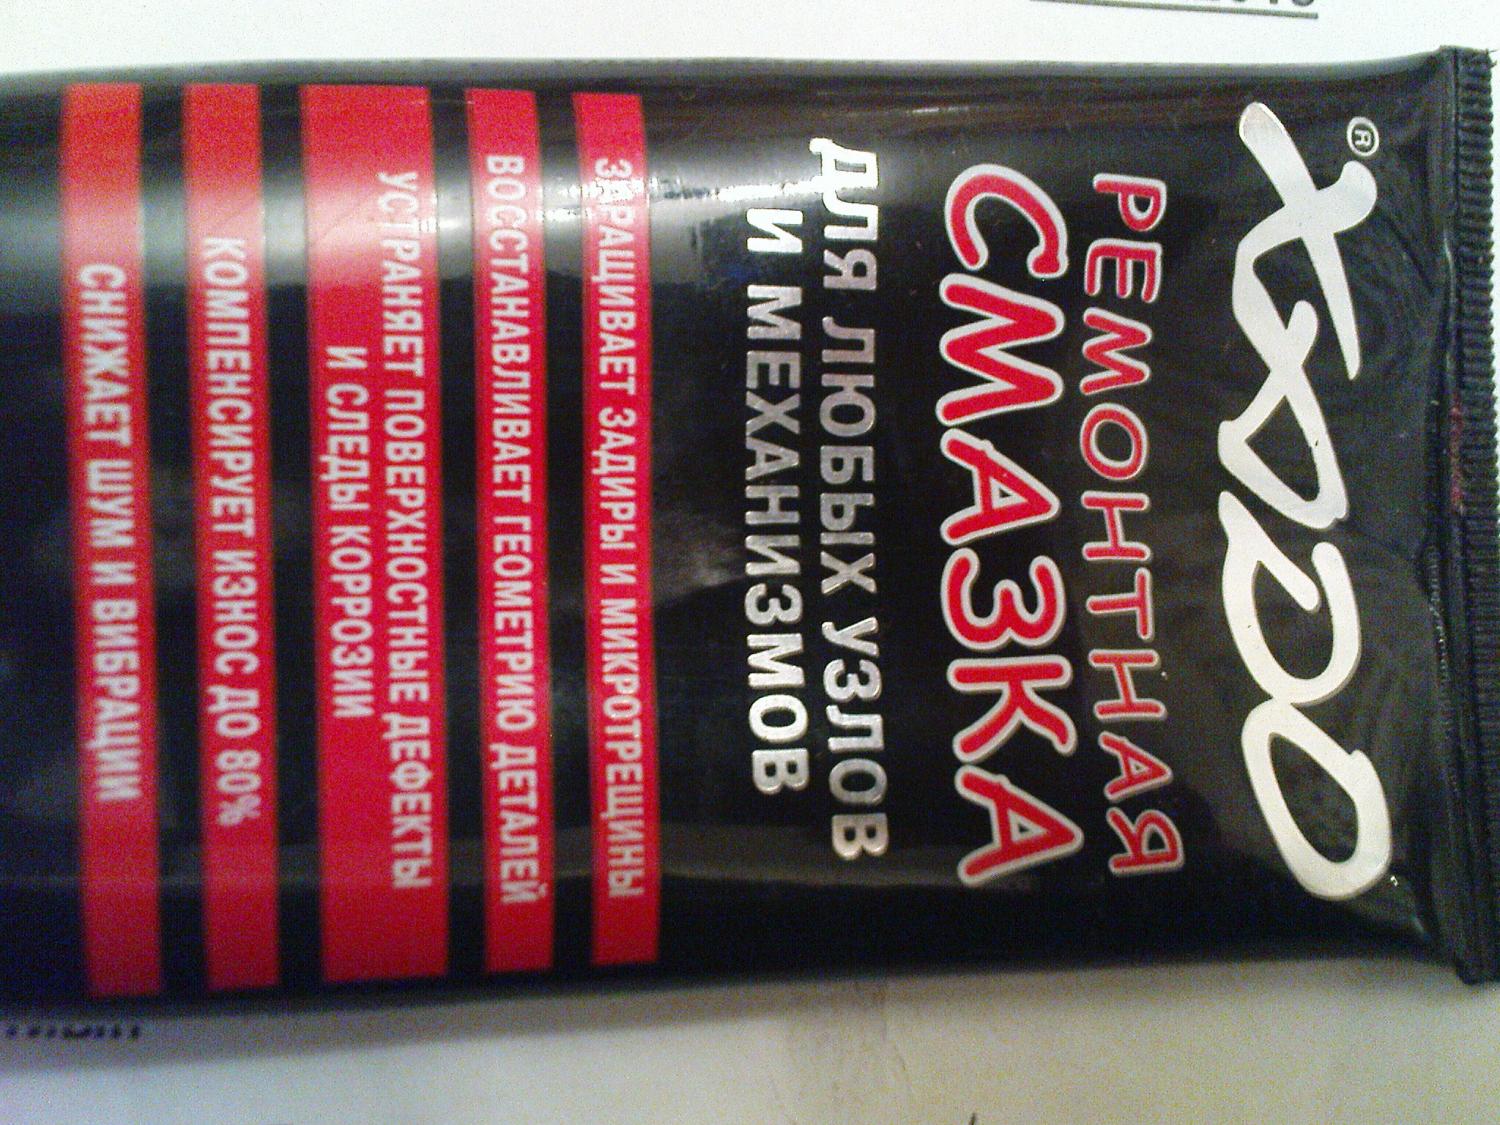 XADO®
РЕМОНТНАЯ
СМАЗКА
ДЛЯ ЛЮБЫХ УЗЛОВ
И МЕХАНИЗМОВ
ЗАРАЩИВАЕТ ЗАДИРЫ И МИКРОТРЕЩИНЫ
ВОССТАНАВЛИВАЕТ ГЕОМЕТРИЮ ДЕТАЛЕЙ
УСТРАНЯЕТ ПОВЕРХНОСТНЫЕ ДЕФЕКТЫ
И СЛЕДЫ КОРРОЗИИ
КОМПЕНСИРУЕТ ИЗНОС ДО 80%
СНИЖАЕТ ШУМ И ВИБРАЦИИ